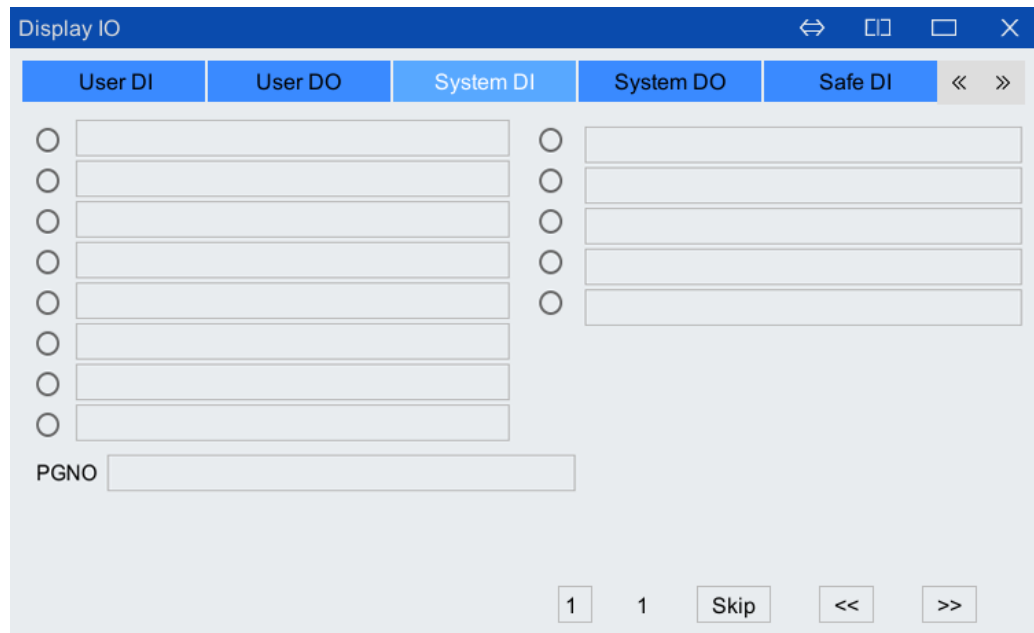 Display IO
User DI User DO System DI System DO Safe DI « »
PGNO
1 1 Skip << >>